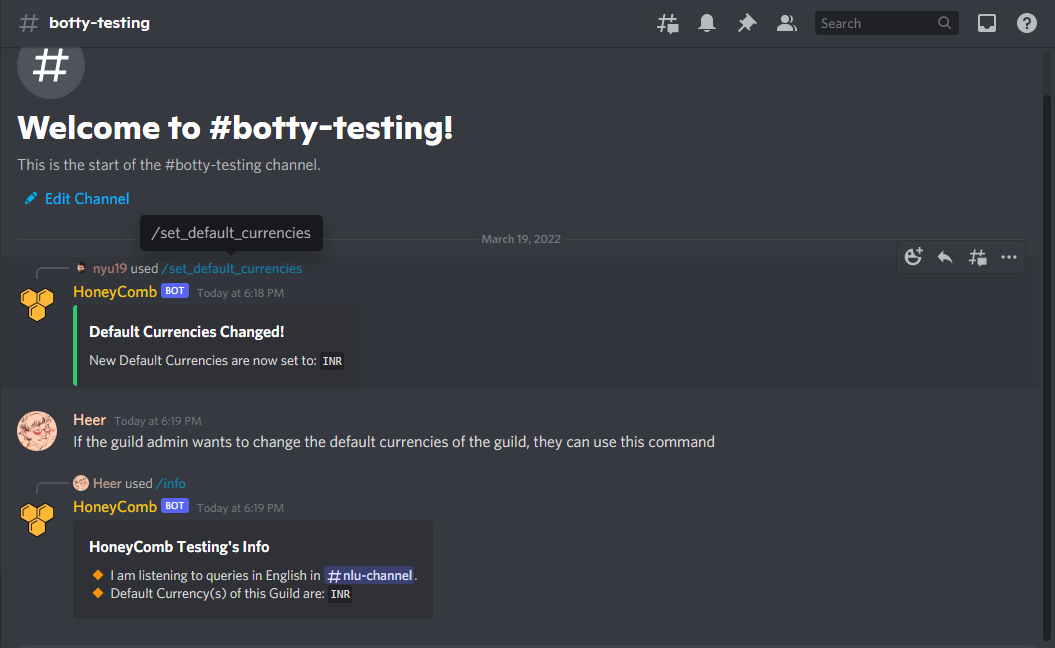 botty-testing
Search
#
Welcome to #botty-testing!
This is the start of the #botty-testing channel.
Edit Channel
/set_default_currencies
March 19, 2022
nyu19 used /set_default_currencies
HoneyComb BOT Today at 6:18 PM
Default Currencies Changed!
New Default Currencies are now set to: INR
Heer Today at 6:19 PM
If the guild admin wants to change the default currencies of the guild, they can use this command
Heer used /info
HoneyComb BOT Today at 6:19 PM
HoneyComb Testing's Info
I am listening to queries in English in #nlu-channel.
Default Currency(s) of this Guild are: INR